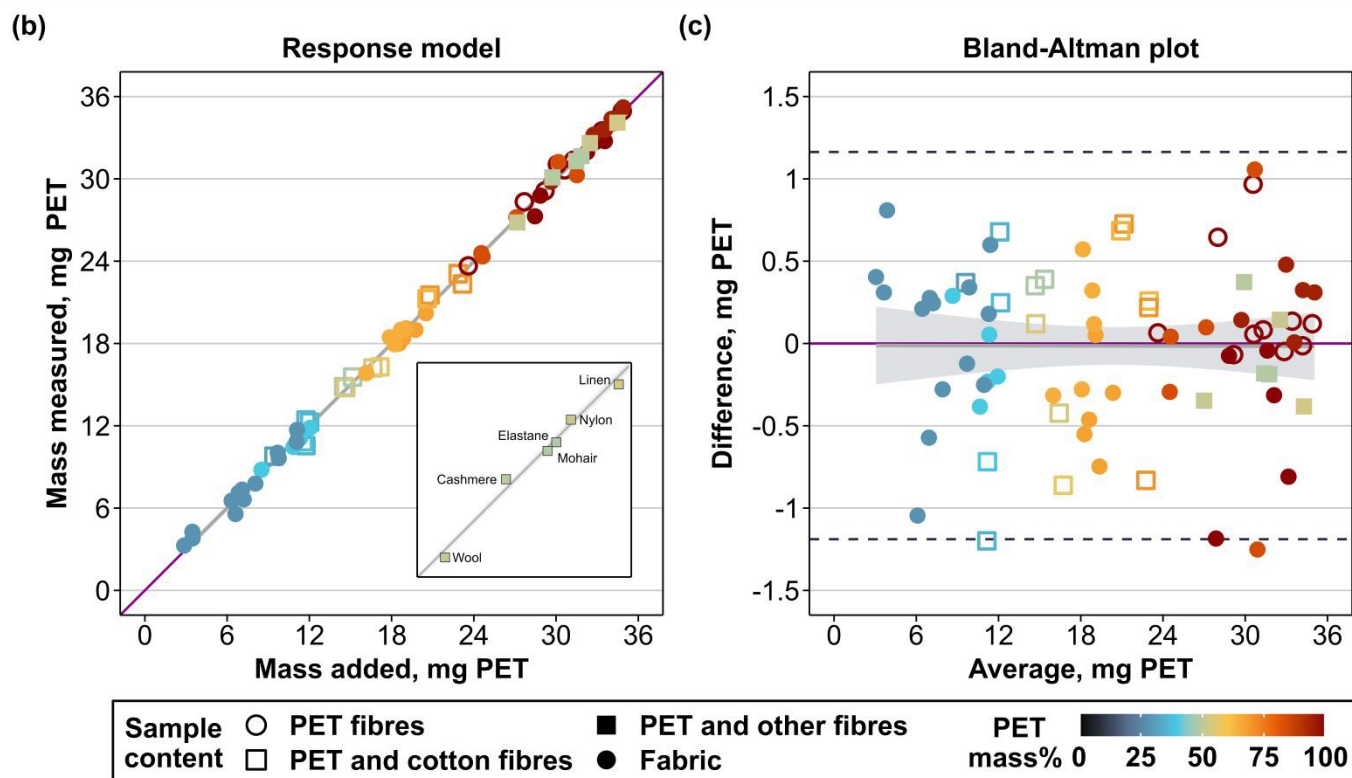 (b)
Response model
Mass measured, mg PET
36
30
24
18
12
6
0
0 6 12 18 24 30 36
Mass added, mg PET
Linen
Nylon
Elastane
Mohair
Cashmere
Wool
(c)
Bland-Altman plot
Difference, mg PET
1.5
1
0.5
0
-0.5
-1
-1.5
0 6 12 18 24 30 36
Average, mg PET
Sample content
PET fibres
PET and cotton fibres
PET and other fibres
Fabric
PET mass%
0 25 50 75 100